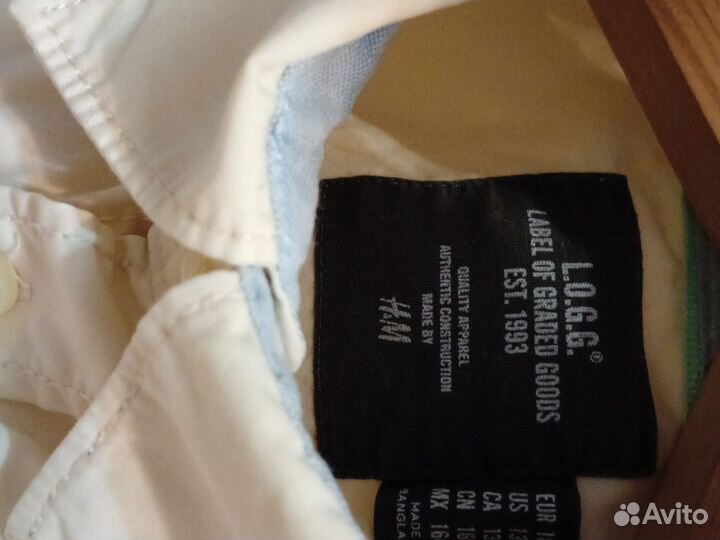 L.O.G.G.®
LABEL OF GRADED GOODS
EST. 1993
QUALITY APPAREL
AUTHENTIC CONSTRUCTION
MADE BY
H&M
EUR
US
CA
CN
MX
MADE
Avito